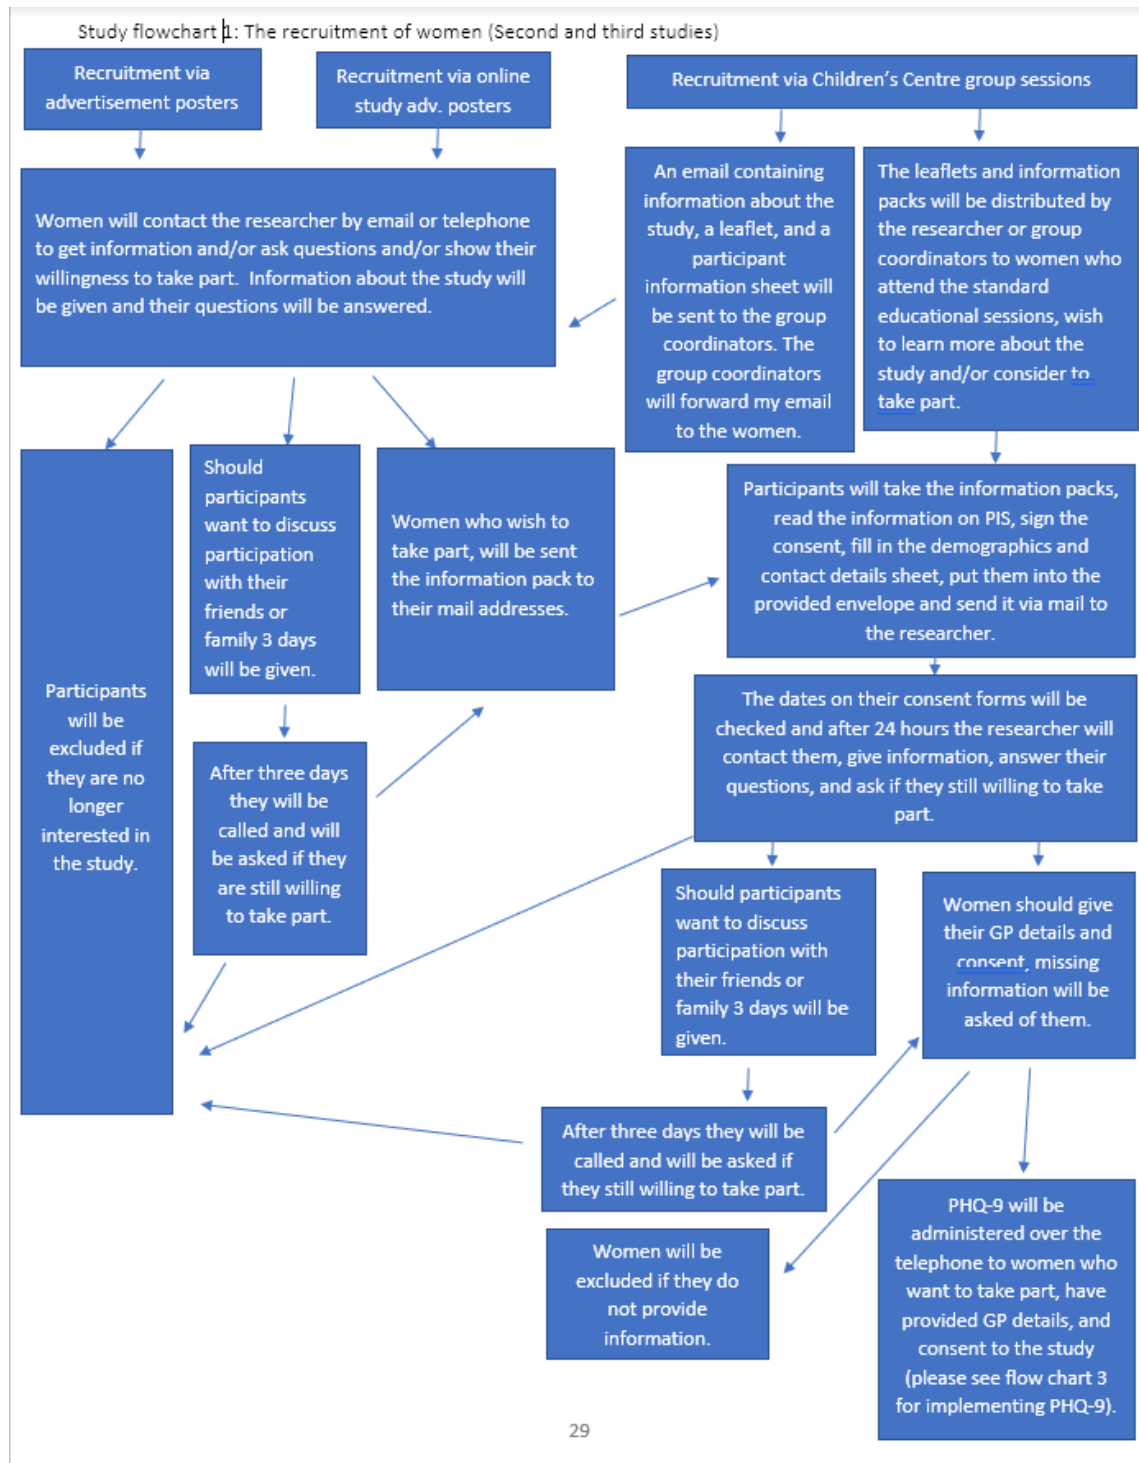 Study flowchart 1: The recruitment of women (Second and third studies)
Recruitment via
advertisement posters
Recruitment via online
study adv. posters
Recruitment via Children's Centre group sessions
Women will contact the researcher by email or telephone
to get information and/or ask questions and/or show their
willingness to take part.  Information about the study will
be given and their questions will be answered.
An email containing
information about the
study, a leaflet, and a
participant
information sheet will
be sent to the group
coordinators. The
group coordinators
will forward my email
to the women.
The leaflets and information
packs will be distributed by
the researcher or group
coordinators to women who
attend the standard
educational sessions, wish
to learn more about the
study and/or consider to
take part.
Participants
will be
excluded if
they are no
longer
interested in
the study.
Should
participants
want to discuss
participation
with their
friends or
family 3 days
will be given.
Women who wish to
take part, will be sent
the information pack to
their mail addresses.
Participants will take the information packs,
read the information on PIS, sign the
consent, fill in the demographics and
contact details sheet, put them into the
provided envelope and send it via mail to
the researcher.
After three days
they will be
called and will
be asked if they
are still willing
to take part.
The dates on their consent forms will be
checked and after 24 hours the researcher will
contact them, give information, answer their
questions, and ask if they still willing to take
part.
Should participants
want to discuss
participation with
their friends or
family 3 days will be
given.
Women should give
their GP details and
consent, missing
information will be
asked of them.
After three days they will be
called and will be asked if
they still willing to take part.
Women will be
excluded if they do
not provide
information.
PHQ-9 will be
administered over the
telephone to women who
want to take part, have
provided GP details, and
consent to the study
(please see flow chart 3
for implementing PHQ-9).
29